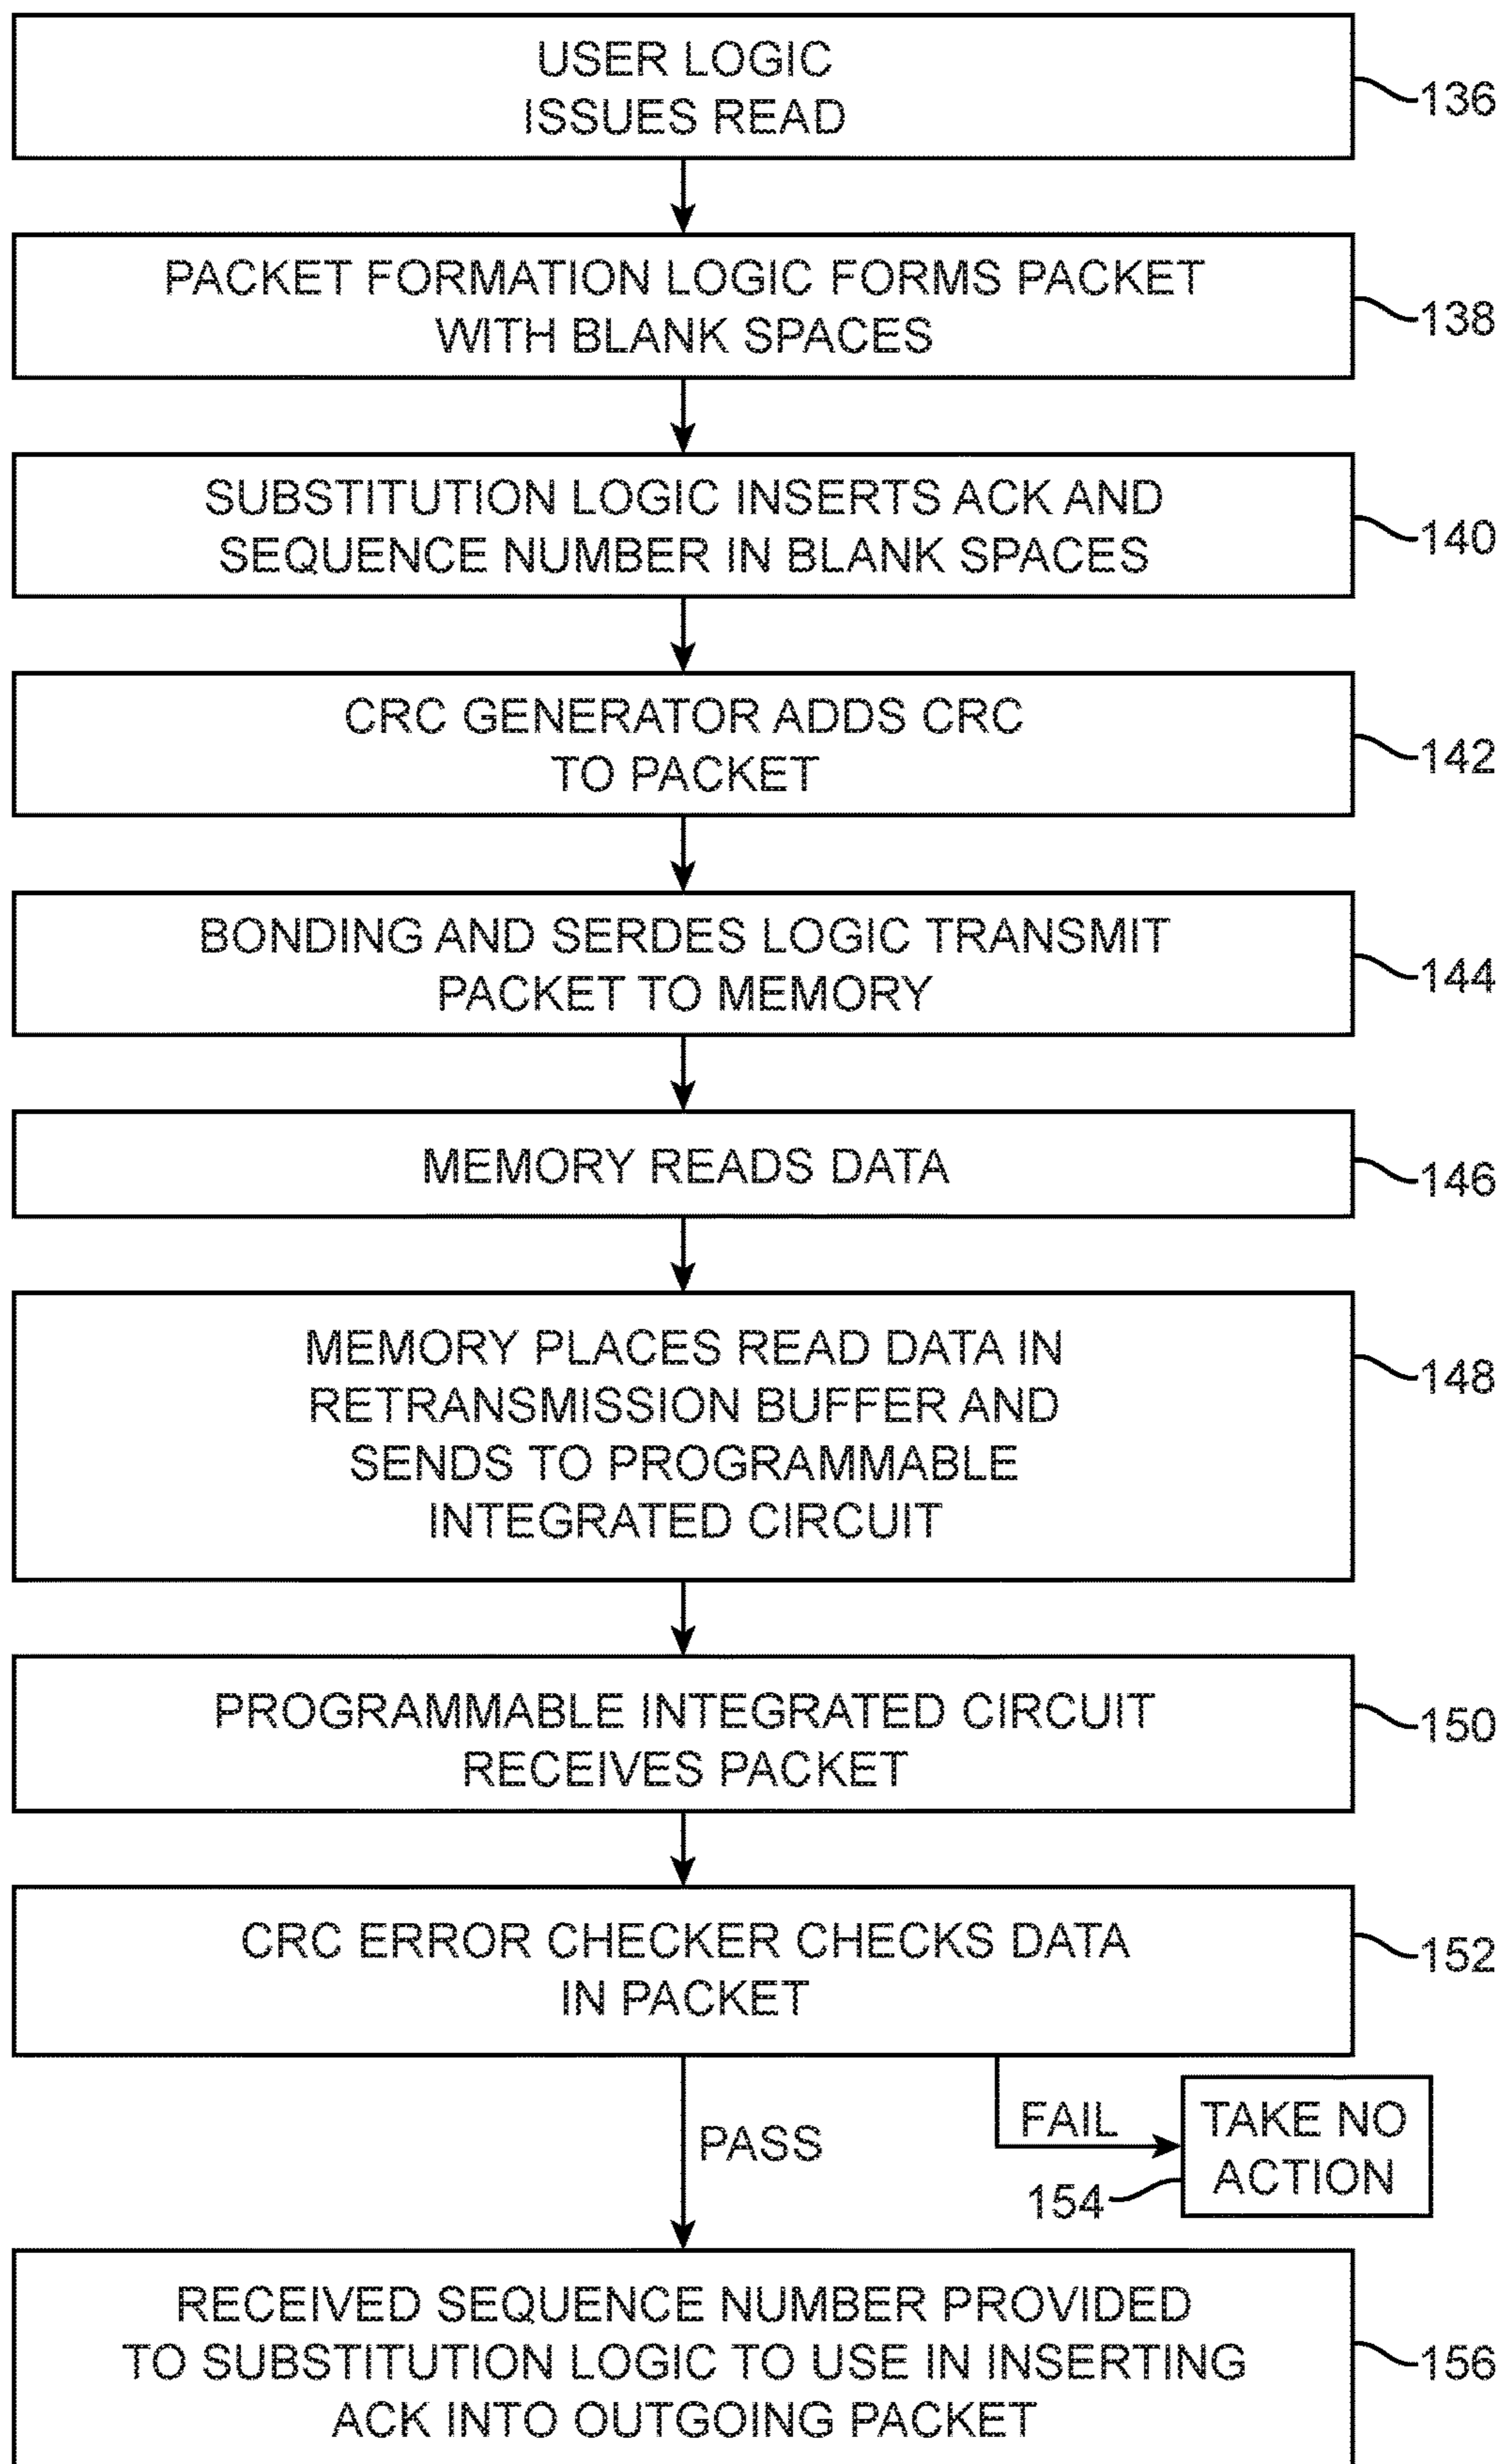 USER LOGIC
ISSUES READ
136
PACKET FORMATION LOGIC FORMS PACKET
WITH BLANK SPACES
138
SUBSTITUTION LOGIC INSERTS ACK AND
SEQUENCE NUMBER IN BLANK SPACES
140
CRC GENERATOR ADDS CRC
TO PACKET
142
BONDING AND SERDES LOGIC TRANSMIT
PACKET TO MEMORY
144
MEMORY READS DATA
146
MEMORY PLACES READ DATA IN
RETRANSMISSION BUFFER AND
SENDS TO PROGRAMMABLE
INTEGRATED CIRCUIT
148
PROGRAMMABLE INTEGRATED CIRCUIT
RECEIVES PACKET
150
CRC ERROR CHECKER CHECKS DATA
IN PACKET
152
PASS
FAIL
TAKE NO
ACTION
154
RECEIVED SEQUENCE NUMBER PROVIDED
TO SUBSTITUTION LOGIC TO USE IN INSERTING
ACK INTO OUTGOING PACKET
156